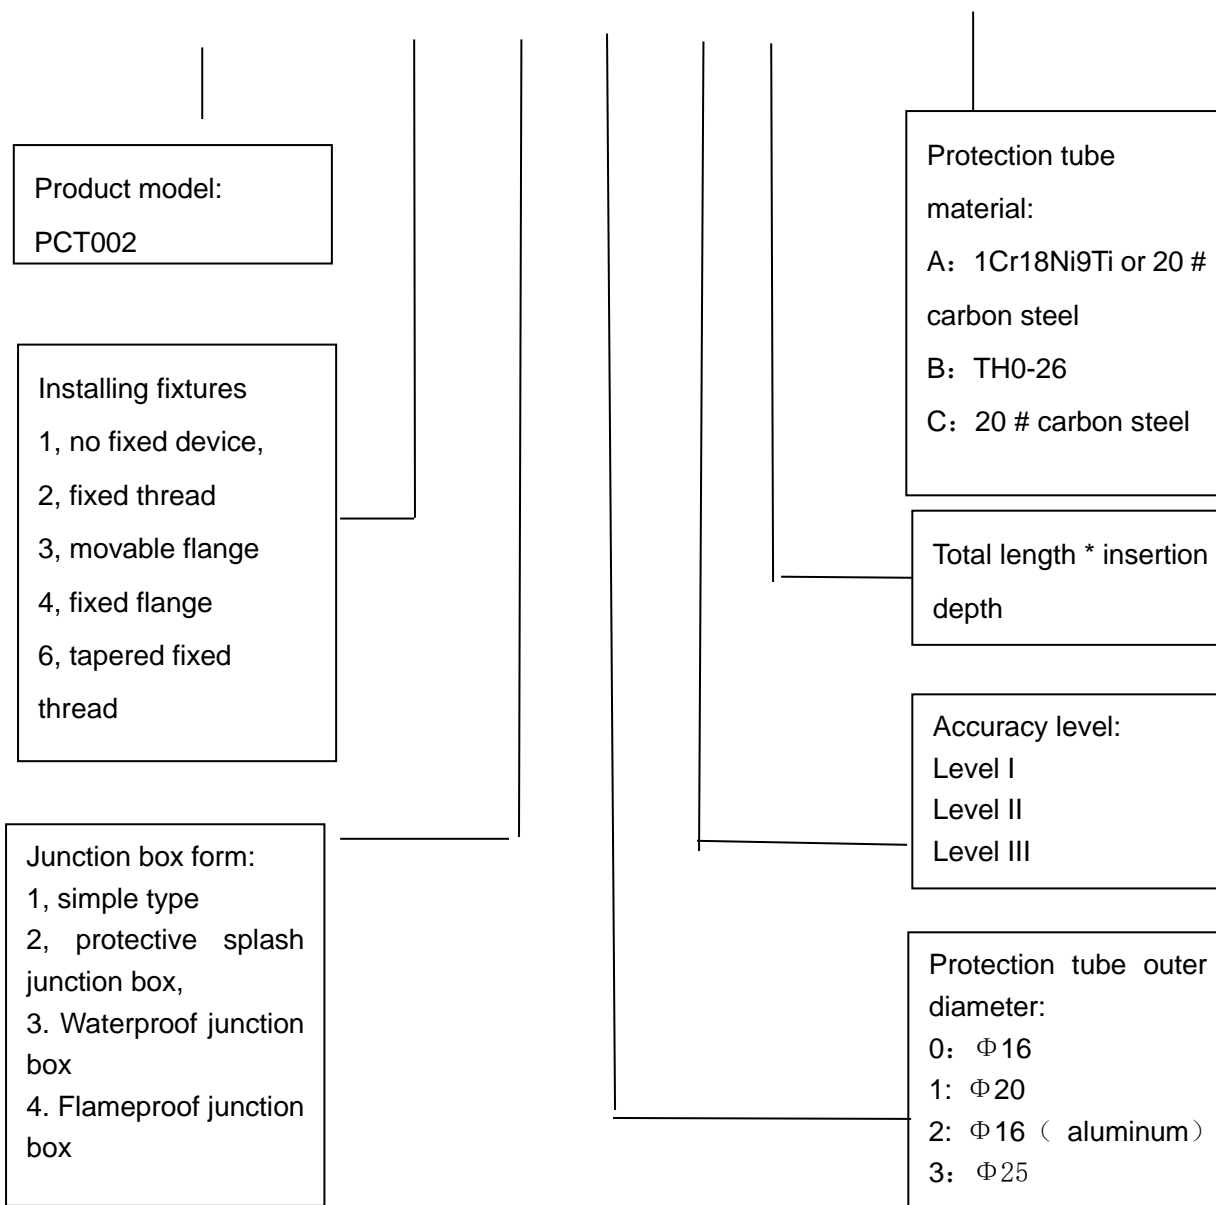 Product model:
PCT002
Installing fixtures
1, no fixed device,
2, fixed thread
3, movable flange
4, fixed flange
6, tapered fixed
thread
Junction box form:
1, simple type
2, protective splash
junction box,
3. Waterproof junction
box
4. Flameproof junction
box
Protection tube
material:
A：1Cr18Ni9Ti or 20 #
carbon steel
B：TH0-26
C：20 # carbon steel
Total length * insertion
depth
Accuracy level:
Level I
Level II
Level III
Protection tube outer
diameter:
0：Φ16
1: Φ20
2: Φ16（ aluminum）
3：Φ25